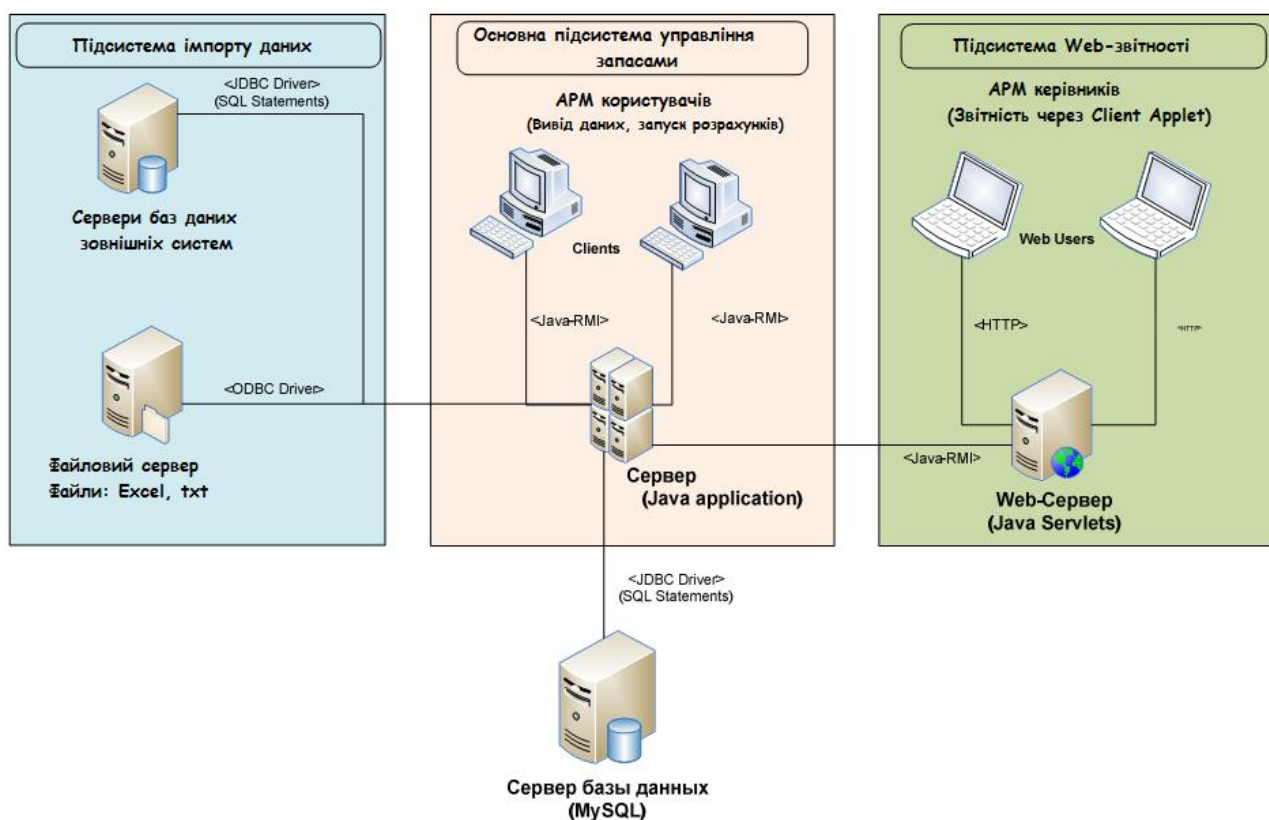 Підсистема імпорту даних
<JDBC Driver>
(SQL Statements)
Сервери баз даних
зовнішніх систем
<ODBC Driver>
Файловий сервер
Файли: Excel, txt
Основна підсистема управління
запасами
АРМ користувачів
(Вивід даних, запуск розрахунків)
Clients
<Java-RMI>
<Java-RMI>
Сервер
(Java application)
Підсистема Web-звітності
АРМ керівників
(Звітність через Client Applet)
Web Users
<HTTP>
<HTTP>
<Java-RMI>
Web-Сервер
(Java Servlets)
<JDBC Driver>
(SQL Statements)
Сервер базы данных
(MySQL)